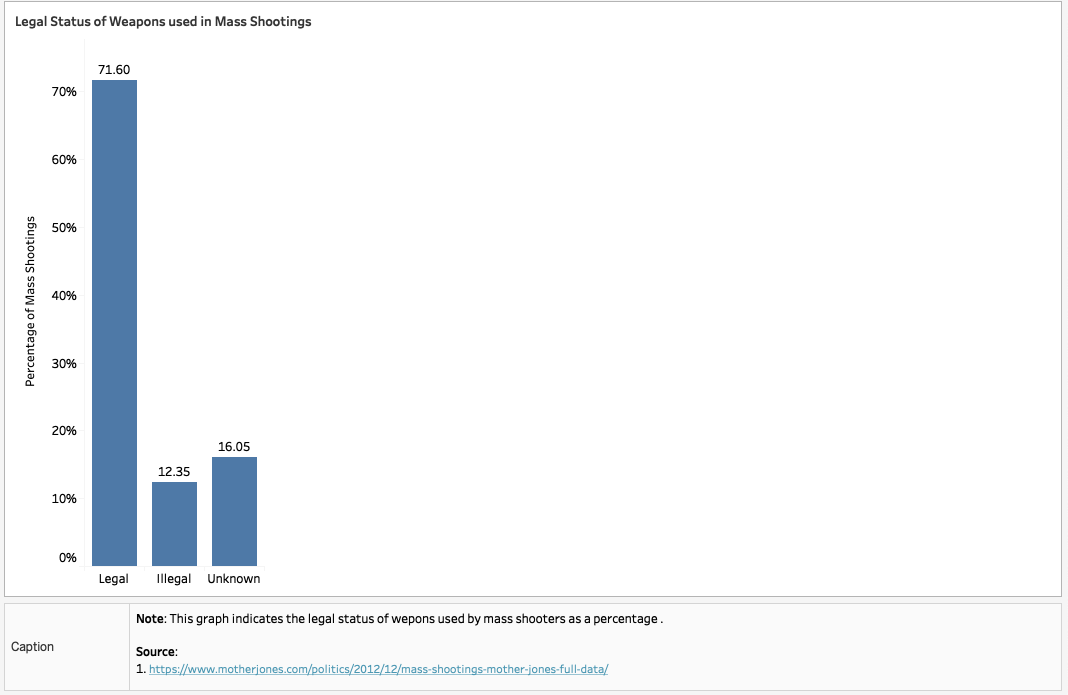 Legal Status of Weapons used in Mass Shootings
71.60
70%
60%
50%
40%
30%
20%
10%
0%
Percentage of Mass Shootings
12.35
16.05
Legal Illegal Unknown
Caption
Note: This graph indicates the legal status of wepons used by mass shooters as a percentage .
Source:
1. https://www.motherjones.com/politics/2012/12/mass-shootings-mother-jones-full-data/